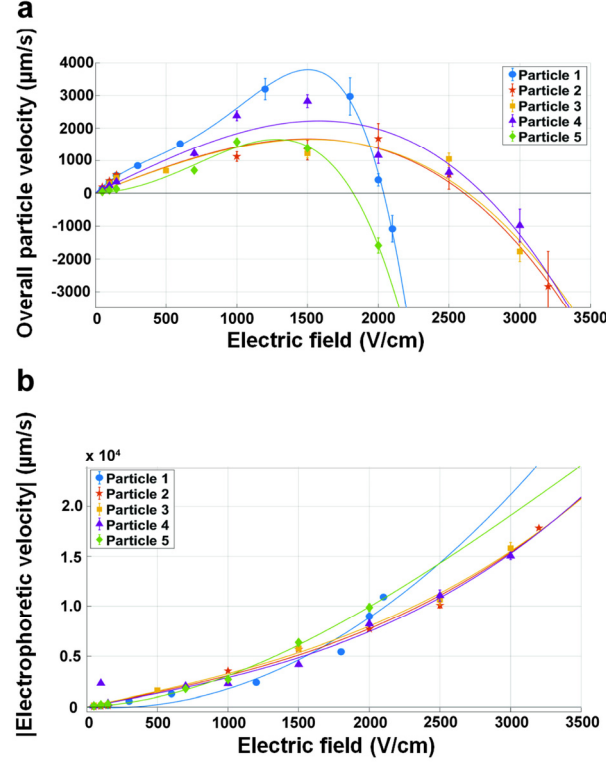 a
Overall particle velocity (µm/s)
4000
3000
2000
1000
0
-1000
-2000
-3000
Particle 1
Particle 2
Particle 3
Particle 4
Particle 5
0 500 1000 1500 2000 2500 3000 3500
Electric field (V/cm)
b
|Electrophoretic velocity| (µm/s)
x 10⁴
2.0
1.5
1.0
0.5
0
Particle 1
Particle 2
Particle 3
Particle 4
Particle 5
0 500 1000 1500 2000 2500 3000 3500
Electric field (V/cm)